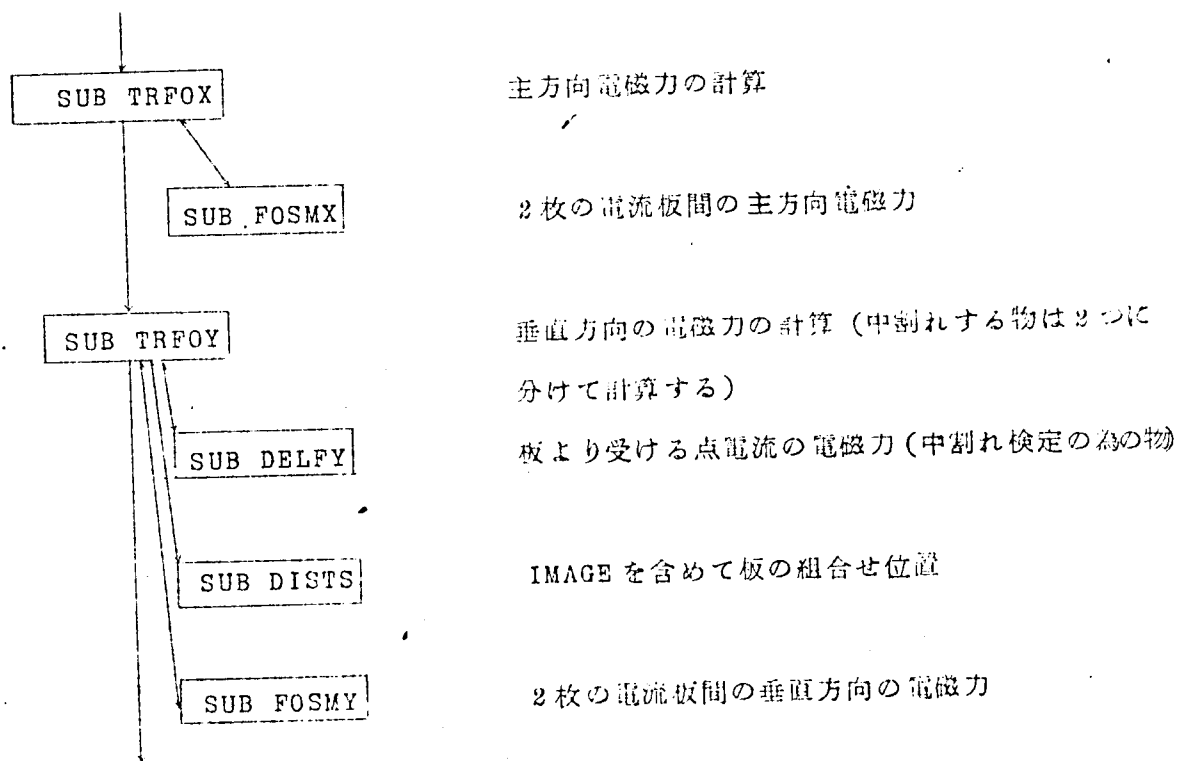 SUB TRFOX 主方向電磁力の計算
SUB FOSMX 2枚の電流板間の主方向電磁力
SUB TRFOY 垂直方向の電磁力の計算(中割れする物は2つに
分けて計算する)
SUB DELFY 板より受ける点電流の電磁力(中割れ検定の為の物)
SUB DISTS IMAGEを含めて板の組合せ位置
SUB FOSMY 2枚の電流板間の垂直方向の電磁力